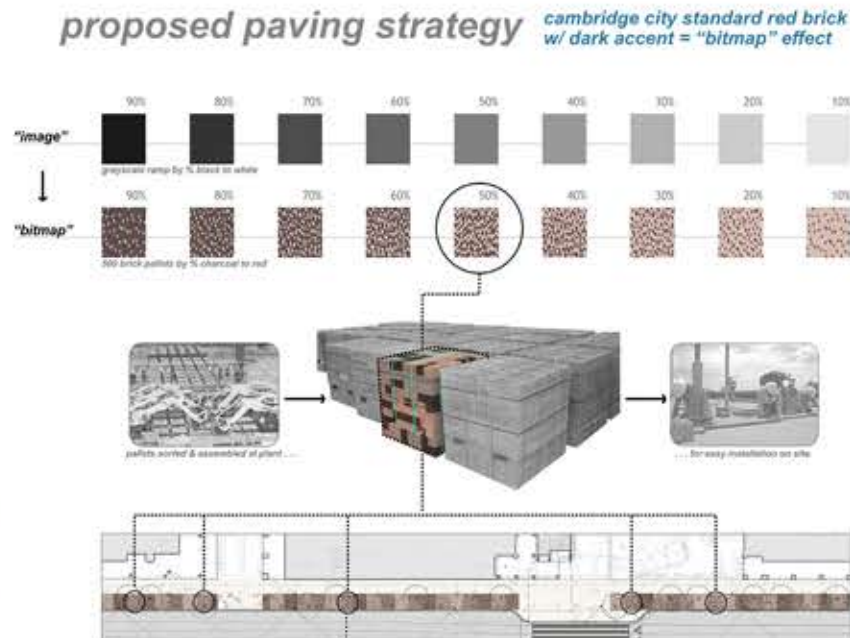 proposed paving strategy
cambridge city standard red brick
w/ dark accent = “bitmap” effect
90% 80% 70% 60% 50% 40% 30% 20% 10%
“image”
greyscale ramp by % black to white
90% 80% 70% 60% 50% 40% 30% 20% 10%
“bitmap”
500 brick pallets by % charcoal to red
pallets sorted & assembled at plant . . . .
. . . . for easy installation on site.